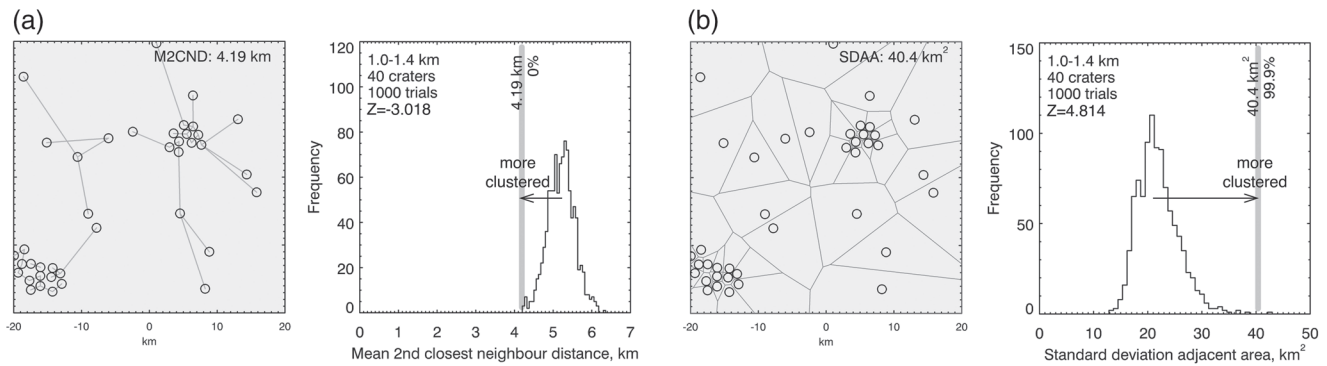 (a)
M2CND: 4.19 km
-20 -10 0 10 20
km
120
100
80
60
40
20
0
Frequency
1.0-1.4 km
40 craters
1000 trials
Z=-3.018
4.19 km
0%
more
clustered
0 1 2 3 4 5 6 7
Mean 2nd closest neighbour distance, km
(b)
SDAA: 40.4 km²
-20 -10 0 10 20
km
150
100
50
0
Frequency
1.0-1.4 km
40 craters
1000 trials
Z=4.814
40.4 km²
99.9%
more
clustered
0 10 20 30 40 50
Standard deviation adjacent area, km²